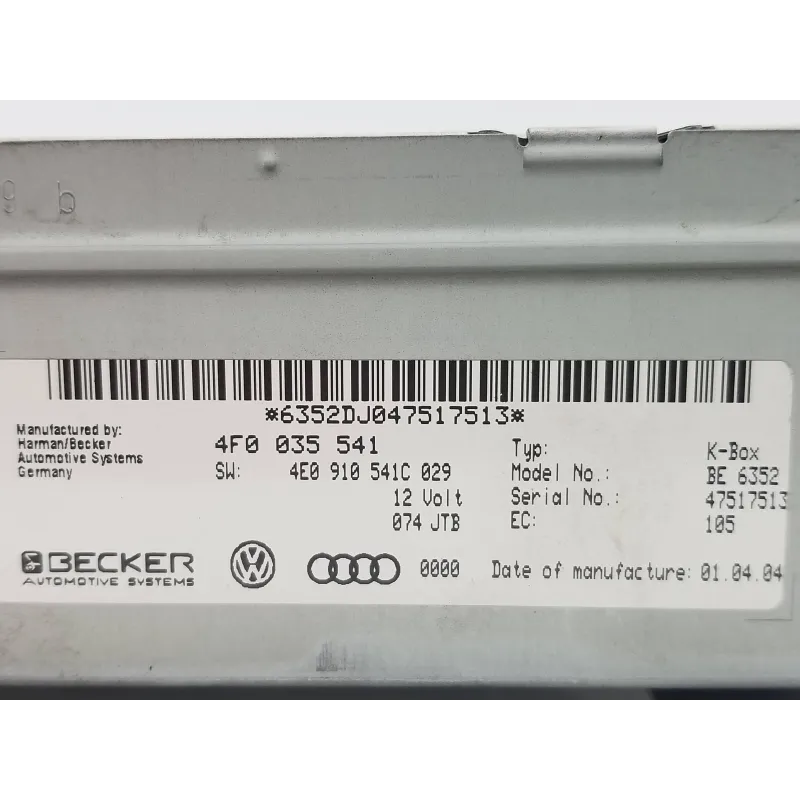 9 b
*6352DJ047517513*
Manufactured by:
Harman/Becker
Automotive Systems
Germany
4F0 035 541
SW: 4E0 910 541C 029
12 Volt
074 JTB
Typ: K-Box
Model No.: BE 6352
Serial No.: 47517513
EC: 105
BECKER
AUTOMOTIVE SYSTEMS
0000
Date of manufacture: 01.04.04